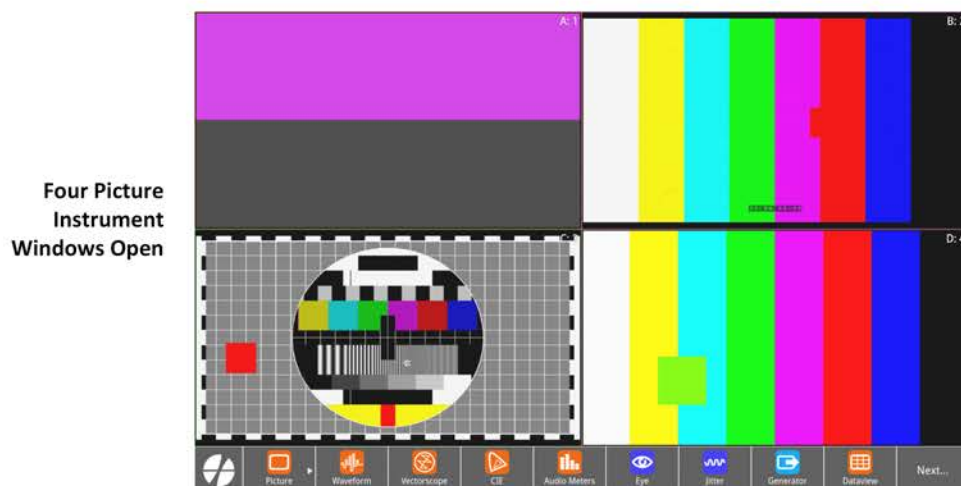 Four Picture
Instrument
Windows Open
A: 1
B: 2
D: 4
Picture
Waveform
Vectorscope
CIE
Audio Meters
Eye
Jitter
Generator
Dataview
Next...